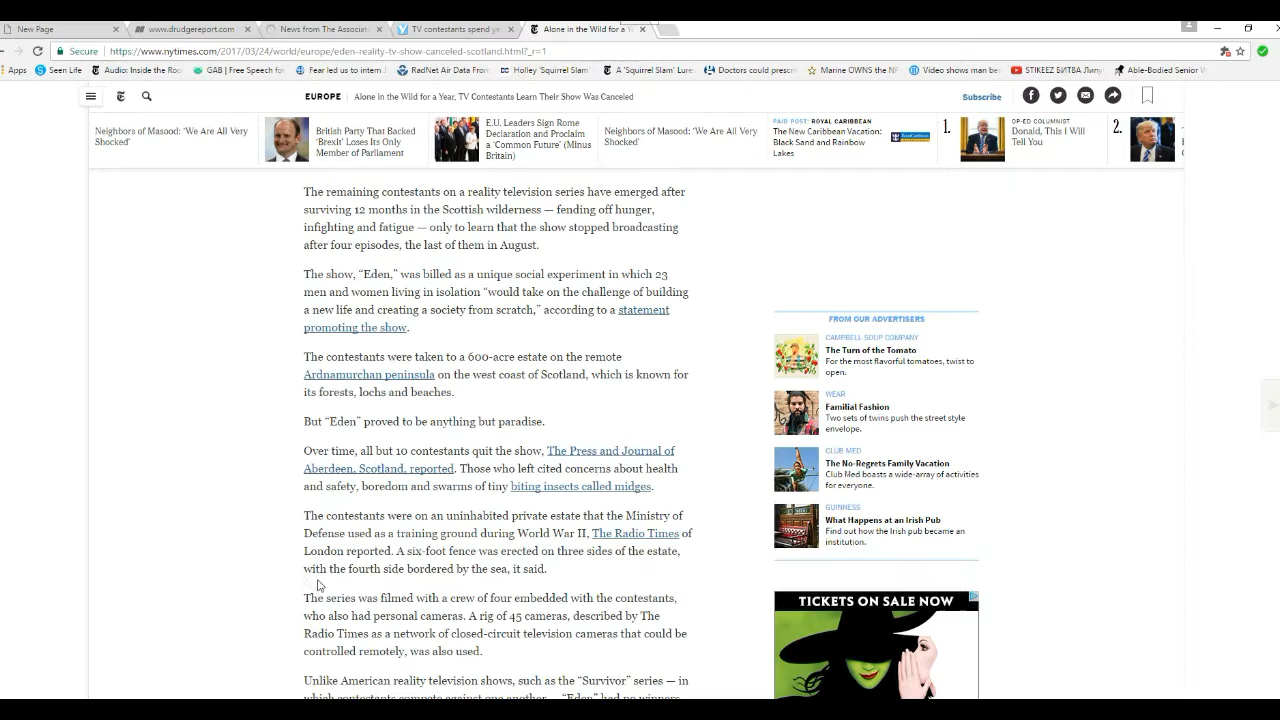 New Page
www.drudgereport.com
News from The Associate
TV contestants spend ye
Alone in the Wild for a Y
Secure
https://www.nytimes.com/2017/03/24/world/europe/eden-reality-tv-show-canceled-scotland.html?_r=1
Apps
Seen Life
Audio: Inside the Roo
GAB | Free Speech fo
Fear led us to intern
RadNet Air Data From
Holley 'Squirrel Slam'
A 'Squirrel Slam' Lure
Doctors could prescr
Marine OWNS the NF
Video shows man be
STIKEEZ БИТВА Липу
Able-Bodied Senior W
EUROPE
Alone in the Wild for a Year, TV Contestants Learn Their Show Was Canceled
Subscribe
Neighbors of Masood: ‘We Are All Very
Shocked’
British Party That Backed
‘Brexit’ Loses Its Only
Member of Parliament
E.U. Leaders Sign Rome
Declaration and Proclaim
a ‘Common Future’ (Minus
Britain)
Neighbors of Masood: ‘We Are All Very
Shocked’
PAID POST: ROYAL CARIBBEAN
The New Caribbean Vacation:
Black Sand and Rainbow
Lakes
1.
OP-ED COLUMNIST
Donald, This I Will
Tell You
2.
The remaining contestants on a reality television series have emerged after
surviving 12 months in the Scottish wilderness — fending off hunger,
infighting and fatigue — only to learn that the show stopped broadcasting
after four episodes, the last of them in August.
The show, “Eden,” was billed as a unique social experiment in which 23
men and women living in isolation “would take on the challenge of building
a new life and creating a society from scratch,” according to a statement
promoting the show.
The contestants were taken to a 600-acre estate on the remote
Ardnamurchan peninsula on the west coast of Scotland, which is known for
its forests, lochs and beaches.
But “Eden” proved to be anything but paradise.
Over time, all but 10 contestants quit the show, The Press and Journal of
Aberdeen, Scotland, reported. Those who left cited concerns about health
and safety, boredom and swarms of tiny biting insects called midges.
The contestants were on an uninhabited private estate that the Ministry of
Defense used as a training ground during World War II, The Radio Times of
London reported. A six-foot fence was erected on three sides of the estate,
with the fourth side bordered by the sea, it said.
The series was filmed with a crew of four embedded with the contestants,
who also had personal cameras. A rig of 45 cameras, described by The
Radio Times as a network of closed-circuit television cameras that could be
controlled remotely, was also used.
Unlike American reality television shows, such as the “Survivor” series — in
which contestants compete against one another — “Eden” had no winners
FROM OUR ADVERTISERS
CAMPBELL SOUP COMPANY
The Turn of the Tomato
For the most flavorful tomatoes, twist to
open.
WEAR
Familial Fashion
Two sets of twins push the street style
envelope.
CLUB MED
The No-Regrets Family Vacation
Club Med boasts a wide-array of activities
for everyone.
GUINNESS
What Happens at an Irish Pub
Find out how the Irish pub became an
institution.
TICKETS ON SALE NOW